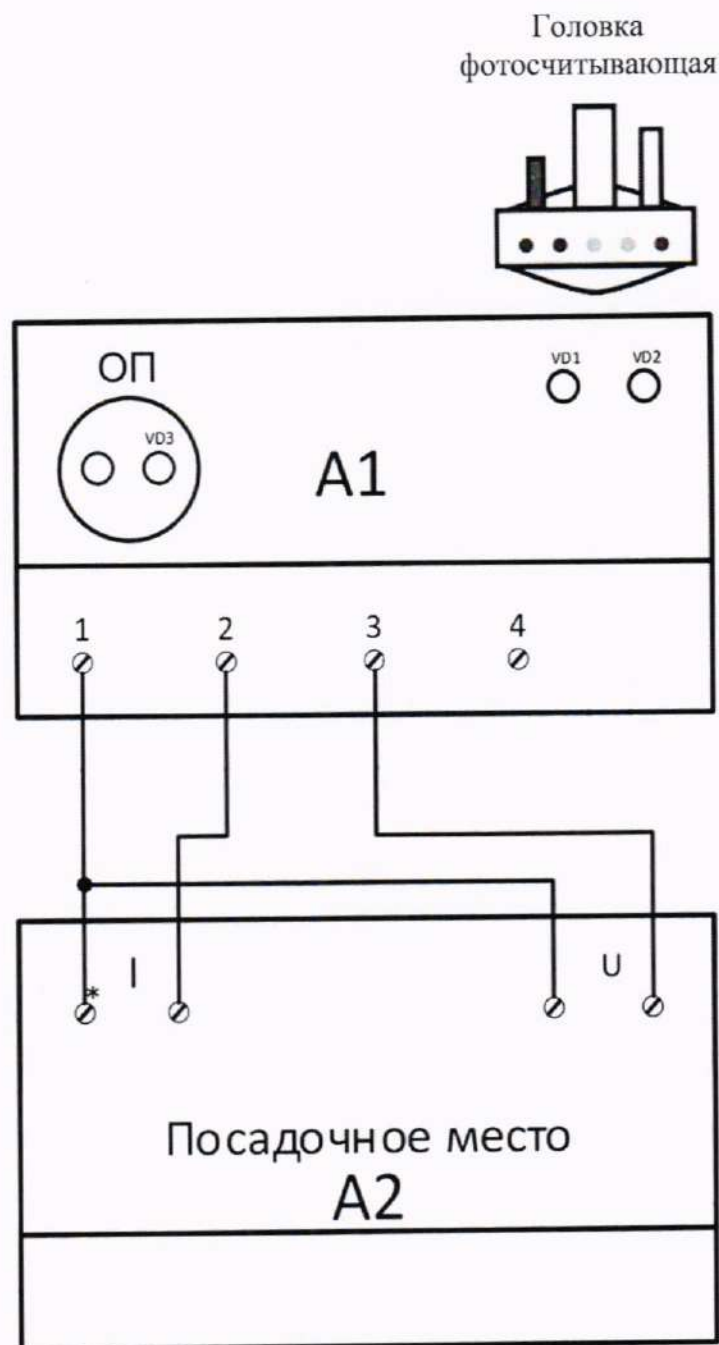 Головка
фотосчитывающая
ОП
VD1
VD2
VD3
А1
1
2
3
4
*
I
U
Посадочное место
А2